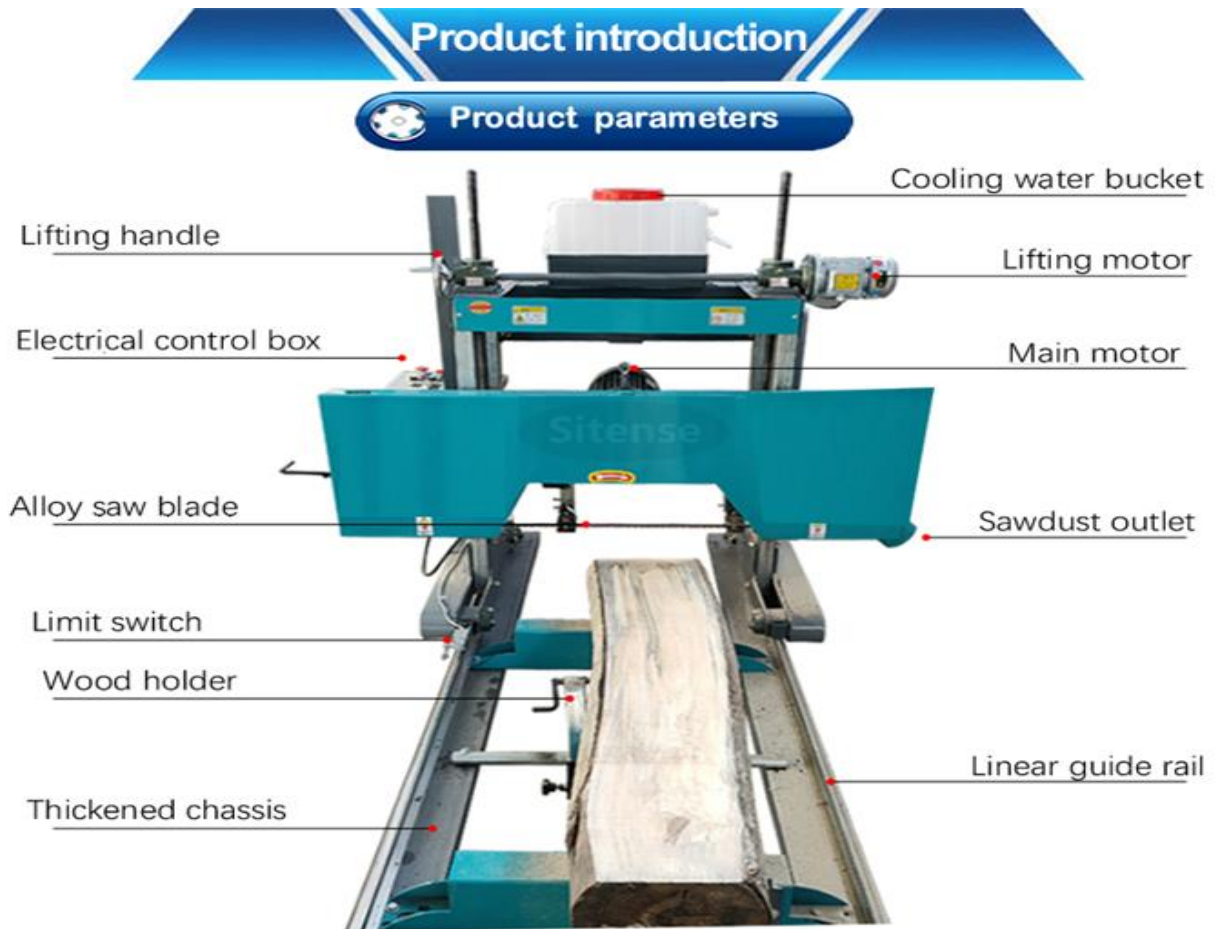 Product introduction
Product parameters
Cooling water bucket
Lifting handle
Lifting motor
Electrical control box
Main motor
Sitense
Alloy saw blade
Sawdust outlet
Limit switch
Wood holder
Linear guide rail
Thickened chassis